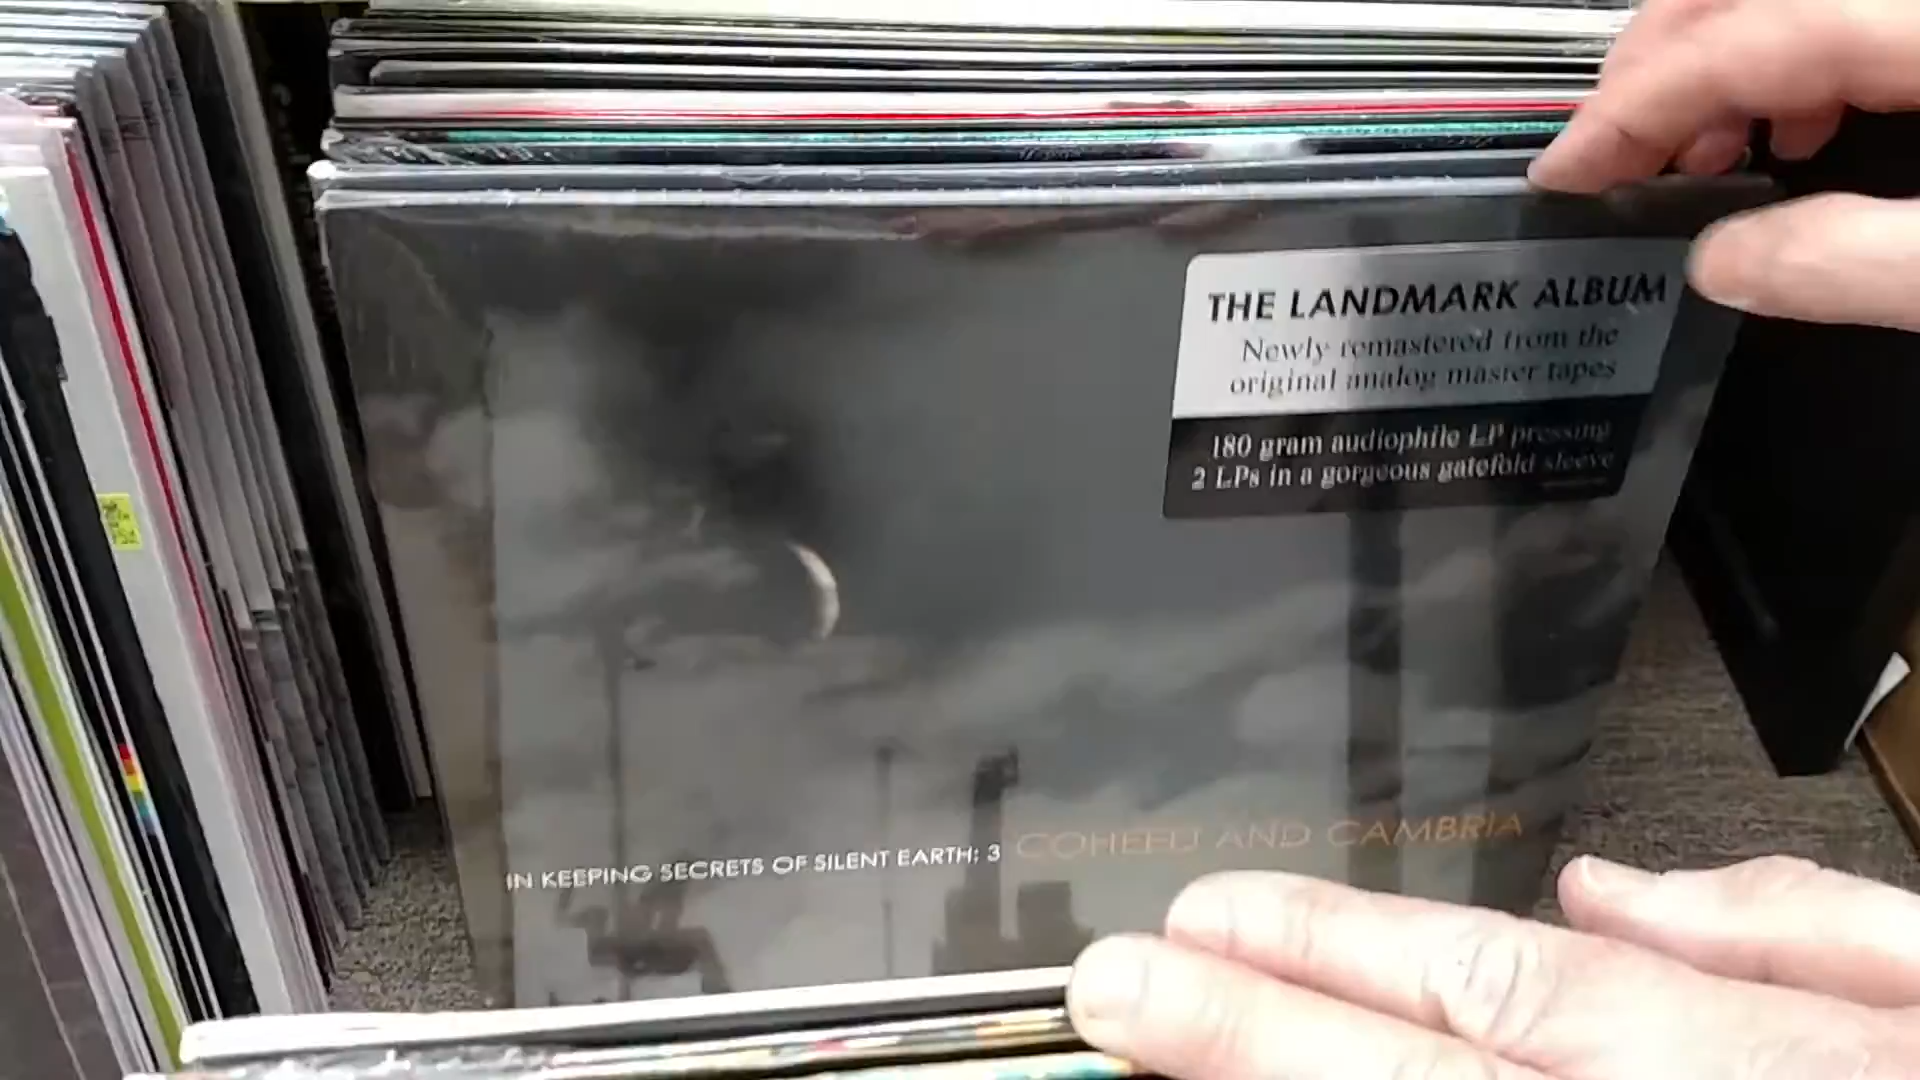 THE LANDMARK ALBUM
Newly remastered from the
original analog master tapes
180 gram audiophile LP pressing
2 LPs in a gorgeous gatefold sleeve
IN KEEPING SECRETS OF SILENT EARTH: 3
COHEED AND CAMBRIA